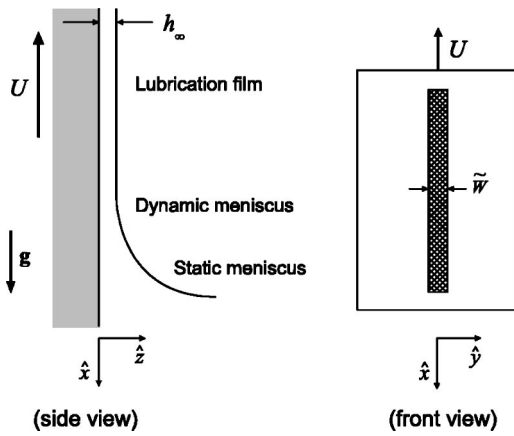 h∞
U
Lubrication film
Dynamic meniscus
Static meniscus
g
ẑ
x̂
(side view)
U
w̃
ŷ
x̂
(front view)